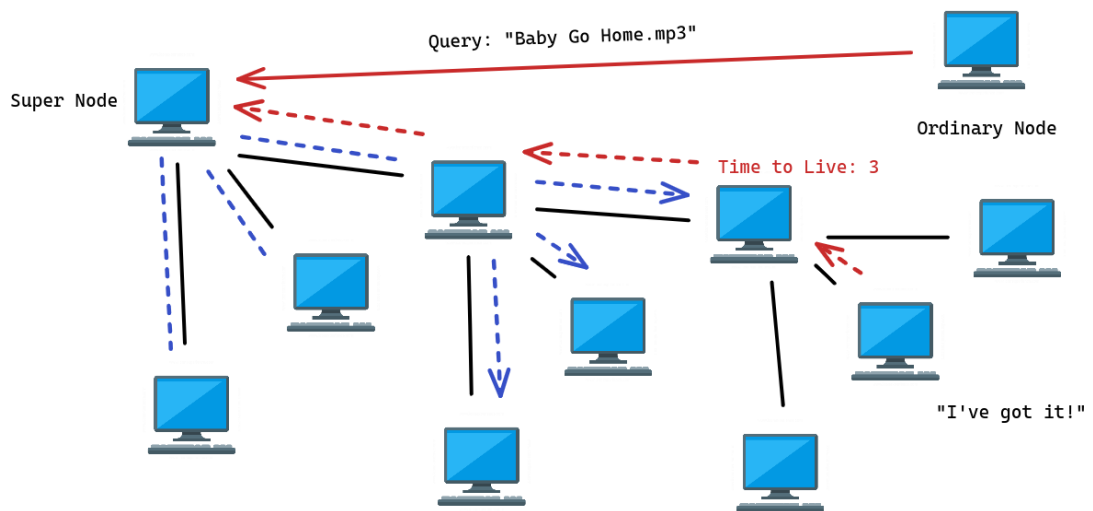 Query: "Baby Go Home.mp3"
Super Node
Ordinary Node
Time to Live: 3
"I've got it!"